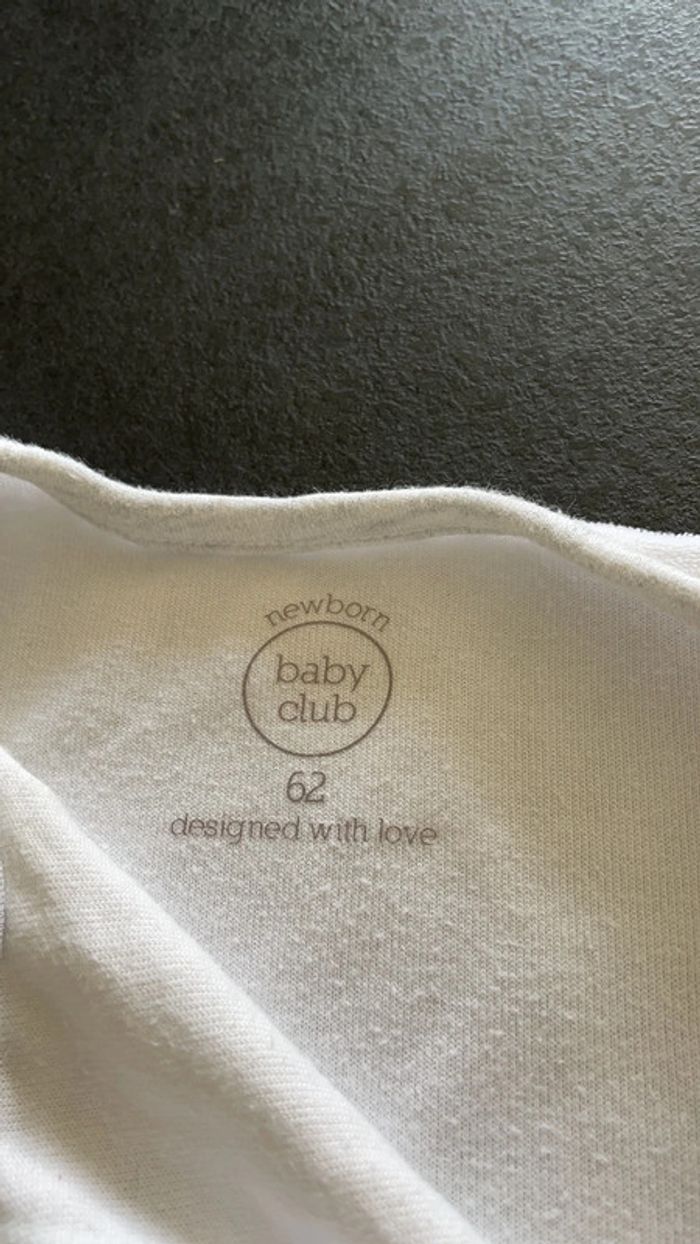 newborn
baby
club
62
designed with love